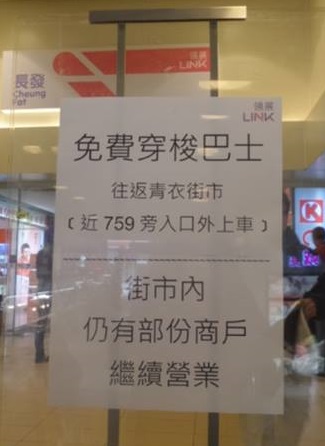 領展
LINK
長發
Cheung
Fat
領展
LINK
免費穿梭巴士
往返青衣街市
﹝近 759 旁入口外上車﹞
街市內
仍有部份商戶
繼續營業
K